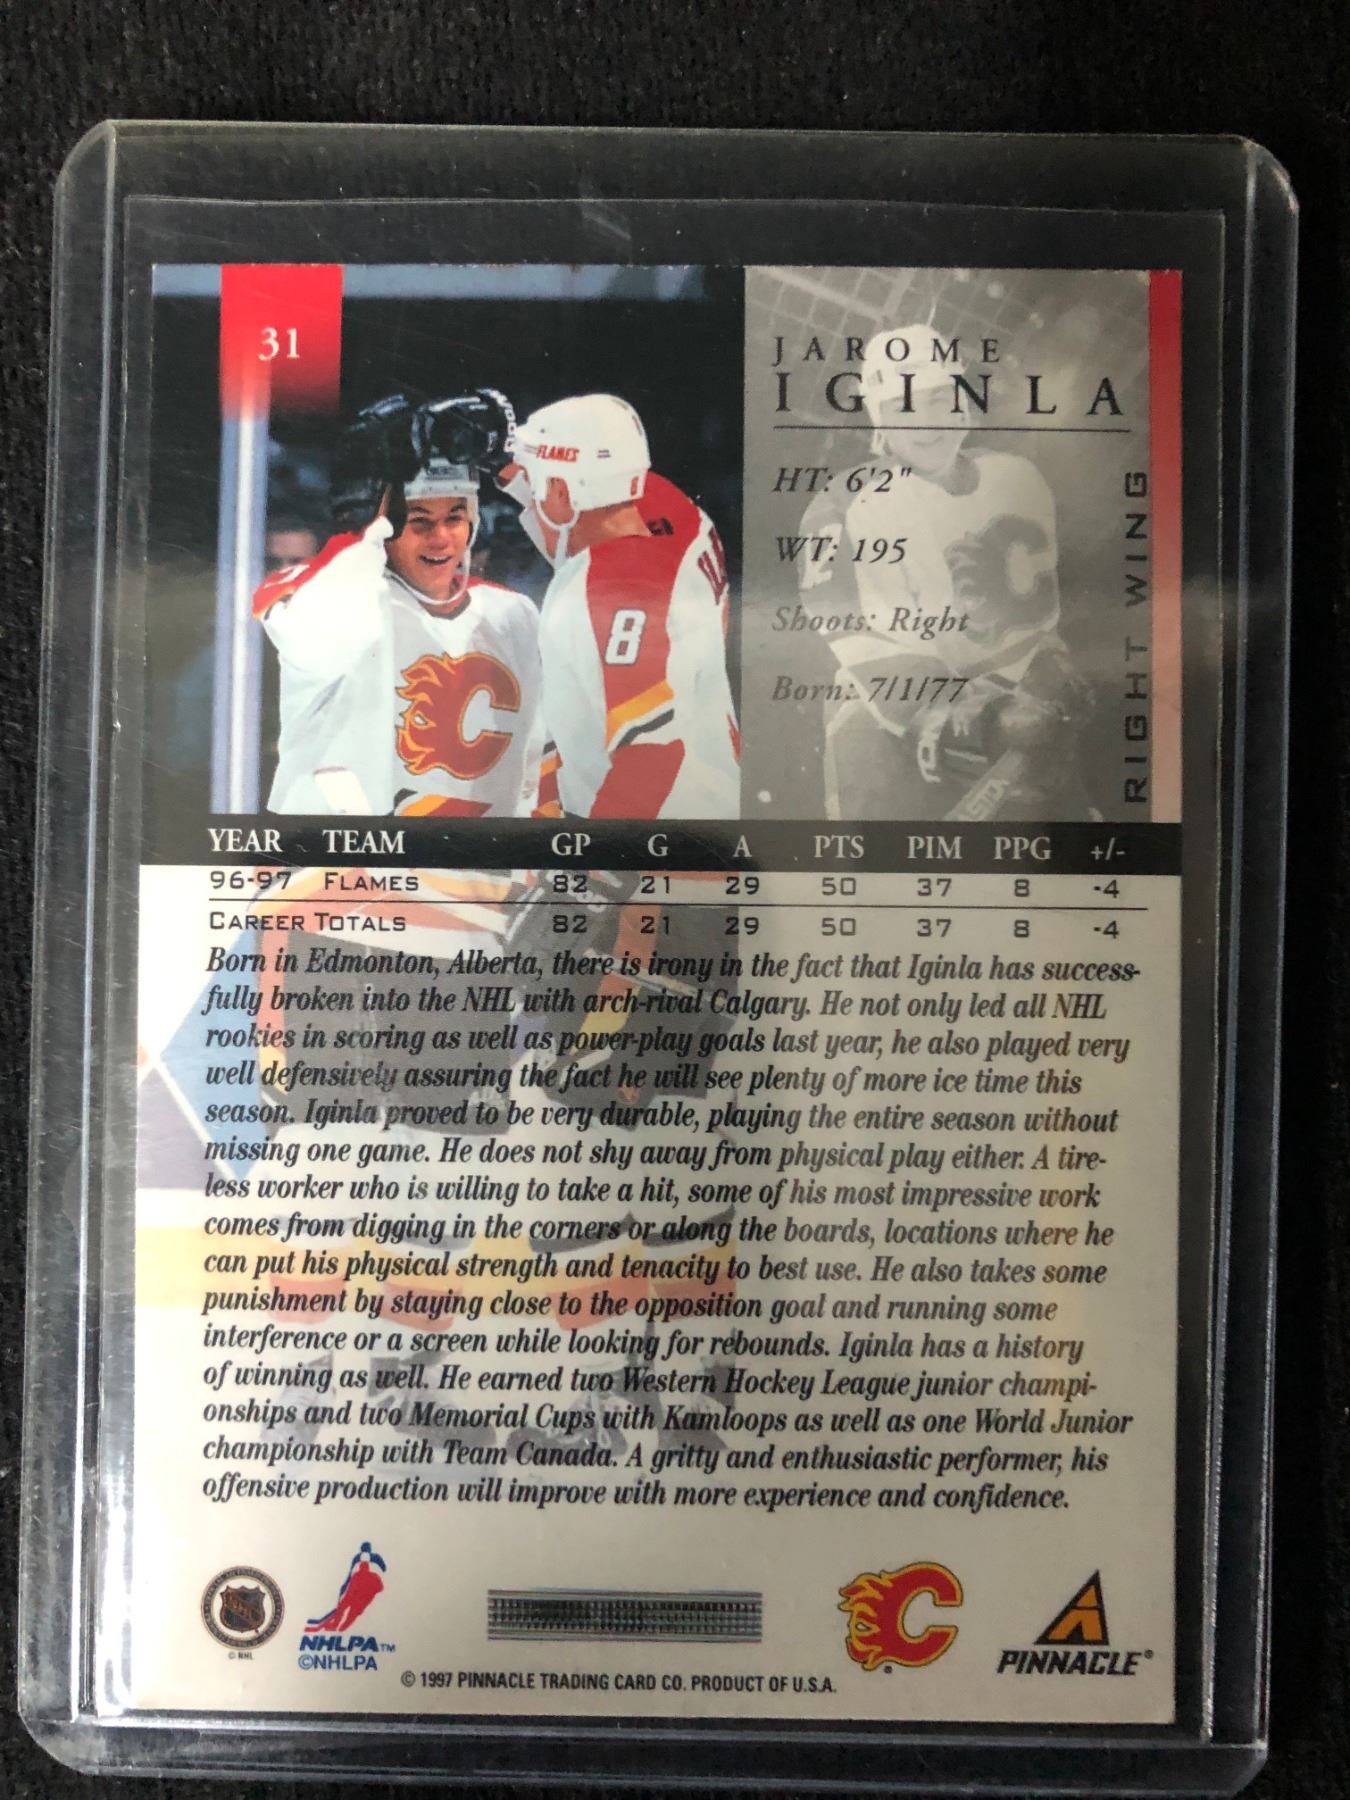 31
JAROME
IGINLA
HT: 6'2"
WT: 195
Shoots: Right
Born: 7/1/77
RIGHT WING
FLAMES
8
8
YEAR TEAM GP G A PTS PIM PPG +/-
96-97 FLAMES 82 21 29 50 37 8 -4
CAREER TOTALS 82 21 29 50 37 8 -4
Born in Edmonton, Alberta, there is irony in the fact that Iginla has success-
fully broken into the NHL with arch-rival Calgary. He not only led all NHL
rookies in scoring as well as power-play goals last year, he also played very
well defensively assuring the fact he will see plenty of more ice time this
season. Iginla proved to be very durable, playing the entire season without
missing one game. He does not shy away from physical play either. A tire-
less worker who is willing to take a hit, some of his most impressive work
comes from digging in the corners or along the boards, locations where he
can put his physical strength and tenacity to best use. He also takes some
punishment by staying close to the opposition goal and running some
interference or a screen while looking for rebounds. Iginla has a history
of winning as well. He earned two Western Hockey League junior champi-
onships and two Memorial Cups with Kamloops as well as one World Junior
championship with Team Canada. A gritty and enthusiastic performer, his
offensive production will improve with more experience and confidence.
© NHL
NHLPA™
©NHLPA
C
PINNACLE®
© 1997 PINNACLE TRADING CARD CO. PRODUCT OF U.S.A.